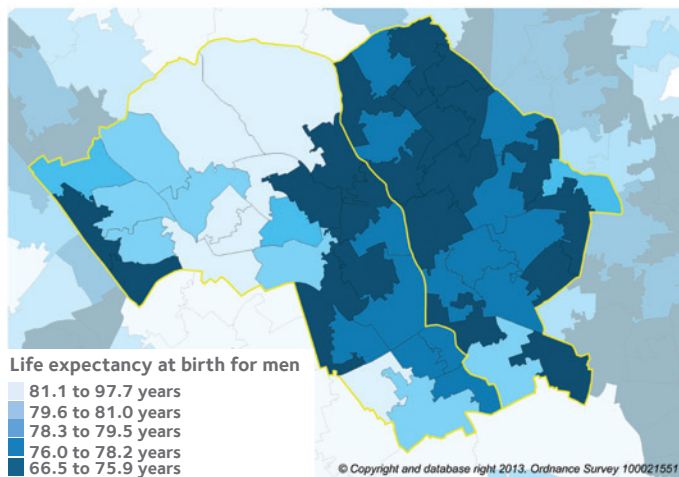 Life expectancy at birth for men
81.1 to 97.7 years
79.6 to 81.0 years
78.3 to 79.5 years
76.0 to 78.2 years
66.5 to 75.9 years
© Copyright and database right 2013. Ordnance Survey 100021551